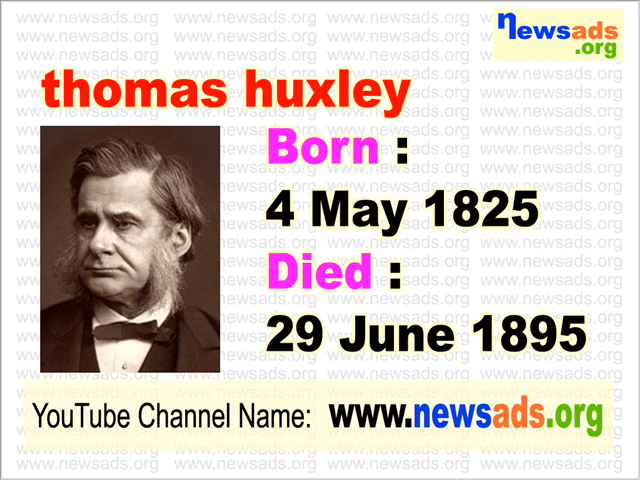 newsads
.org
thomas huxley
Born :
4 May 1825
Died :
29 June 1895
YouTube Channel Name: www.newsads.org